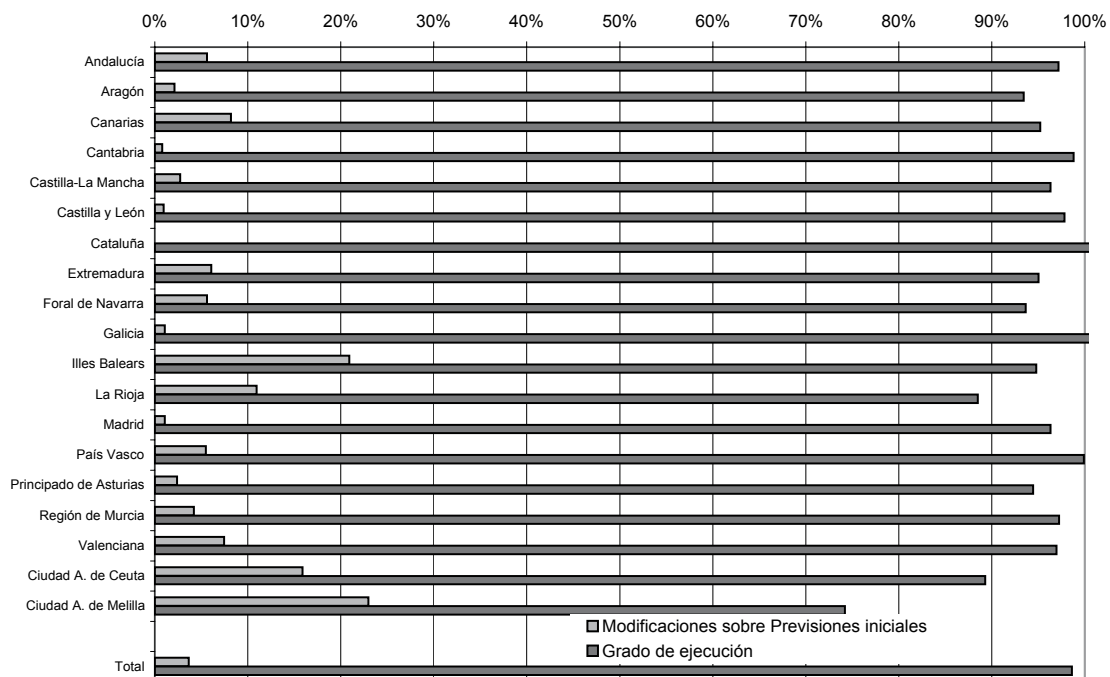 0% 10% 20% 30% 40% 50% 60% 70% 80% 90% 100%
Andalucía
Aragón
Canarias
Cantabria
Castilla-La Mancha
Castilla y León
Cataluña
Extremadura
Foral de Navarra
Galicia
Illes Balears
La Rioja
Madrid
País Vasco
Principado de Asturias
Región de Murcia
Valenciana
Ciudad A. de Ceuta
Ciudad A. de Melilla
Modificaciones sobre Previsiones iniciales
Grado de ejecución
Total